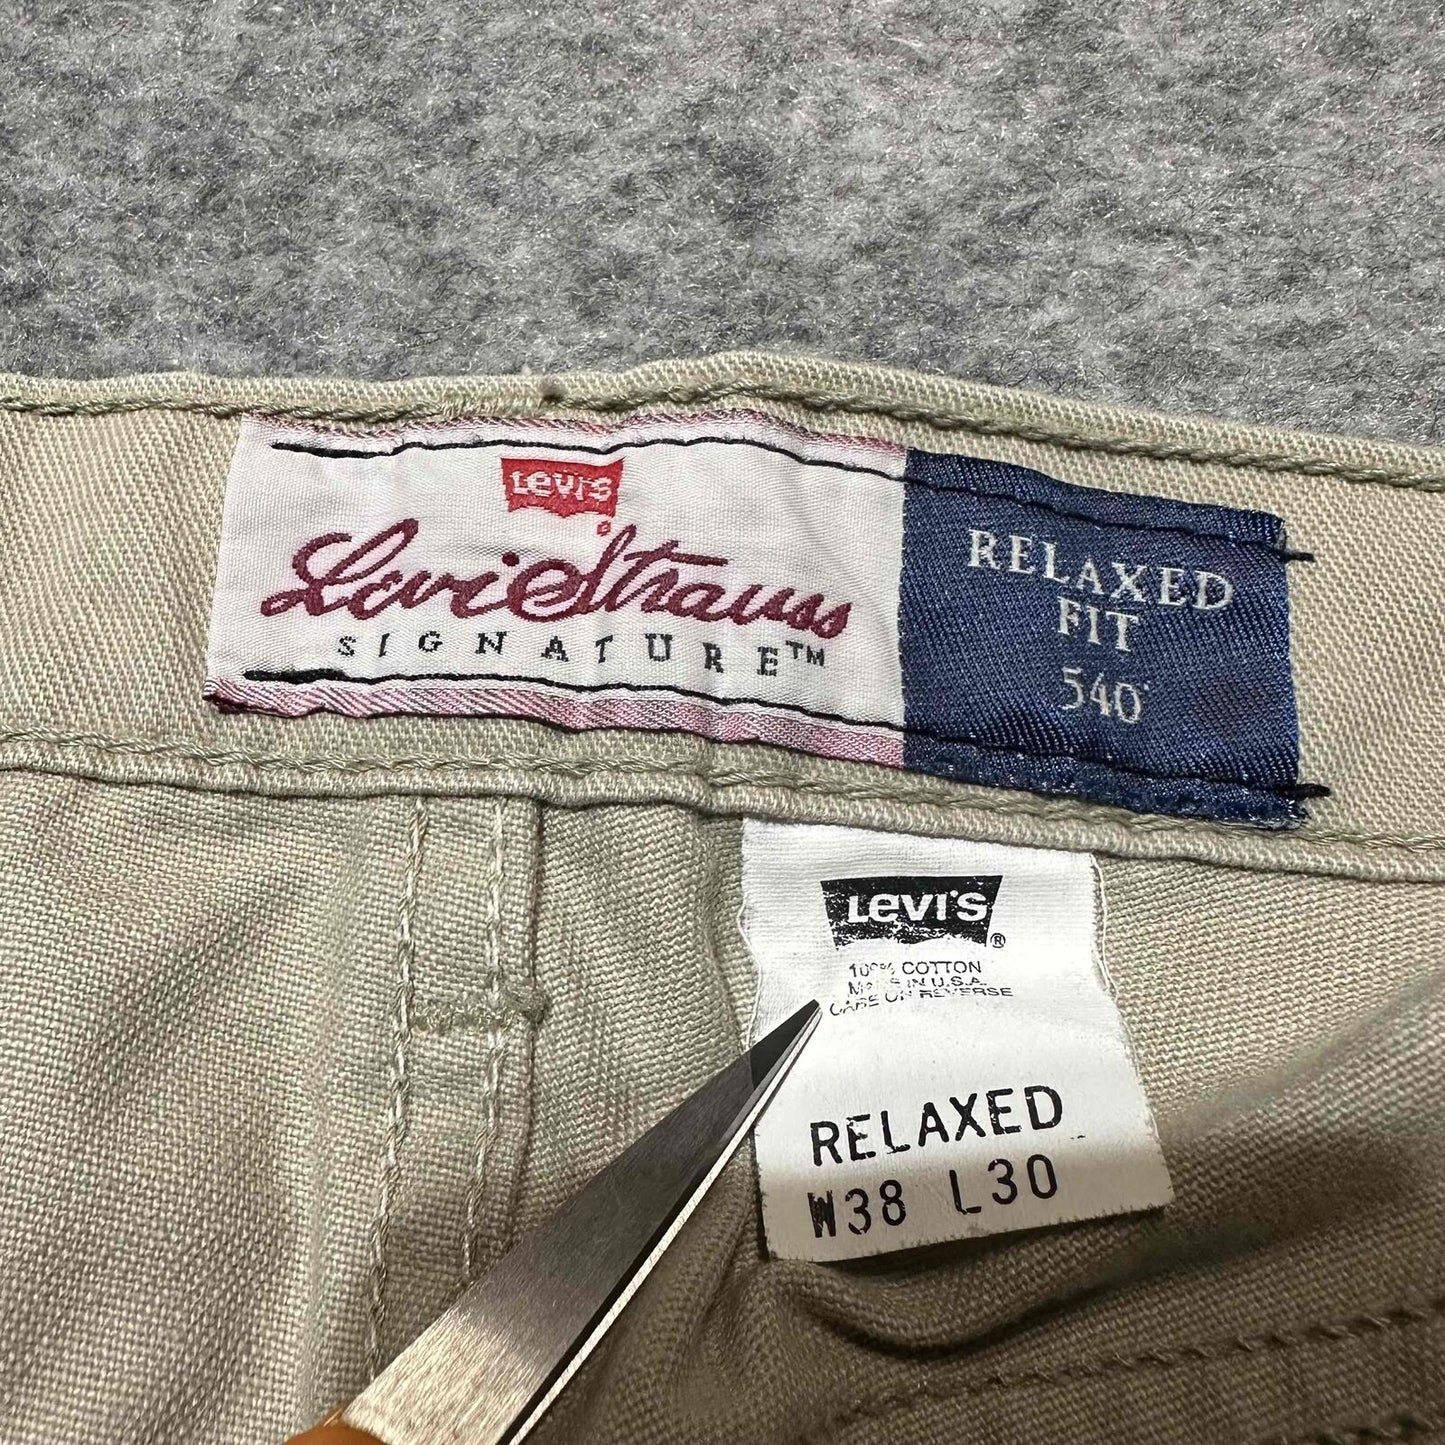 Levi's
®
Levi Strauss
SIGNATURE™
RELAXED
FIT
540
Levi's
®
100% COTTON
MADE IN U.S.A.
CARE ON REVERSE
RELAXED
W38 L30